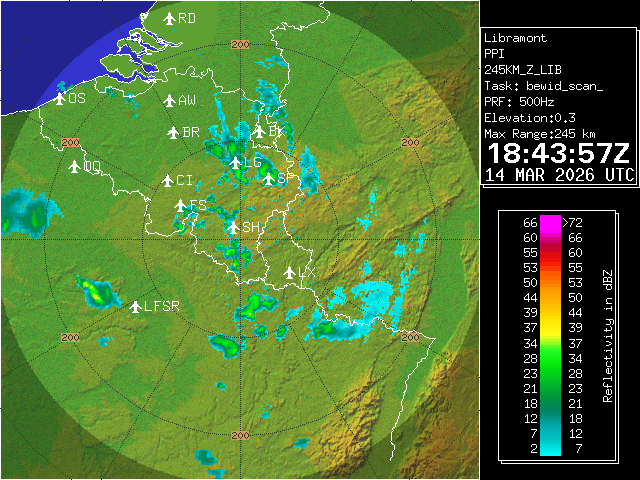 Libramont
PPI
245KM_Z_LIB
Task: bewid_scan_
PRF: 500Hz
Elevation:0.3
Max Range:245 km
18:43:57Z
14 MAR 2026 UTC
RD
200
OS
AW
BR
BK
200
200
QQ
LG
CI
SP
FS
SH
LX
LFSR
200
200
200
66 >72
60 66
55 60
53 55
50 53
44 50
39 44
37 39
34 37
28 34
23 28
21 23
18 21
12 18
7 12
2 7
Reflectivity in dBZ